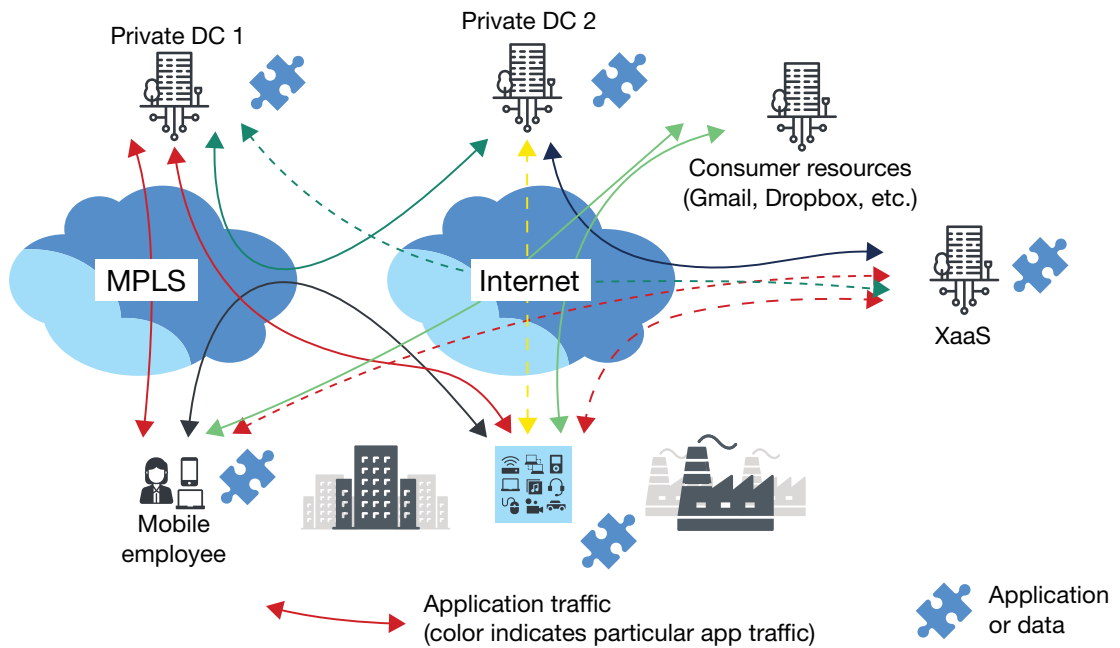 Private DC 1
Private DC 2
Consumer resources
(Gmail, Dropbox, etc.)
MPLS
Internet
XaaS
Mobile
employee
Application traffic
(color indicates particular app traffic)
Application
or data